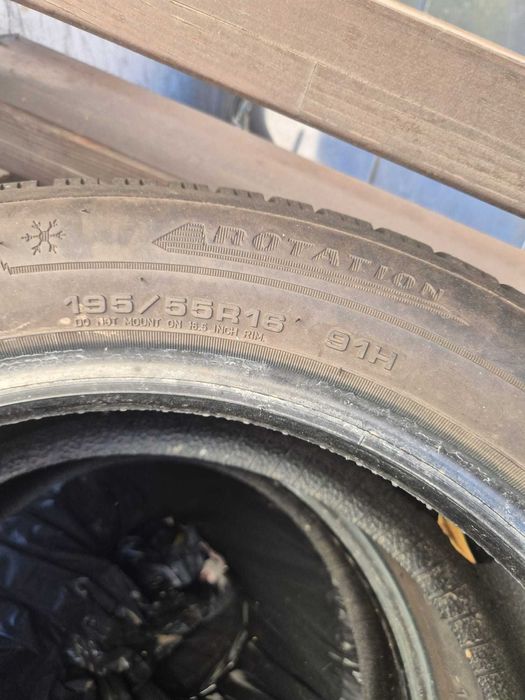 ROTATION
195/55R16 91H
DO NOT MOUNT ON 16.5 INCH RIM.